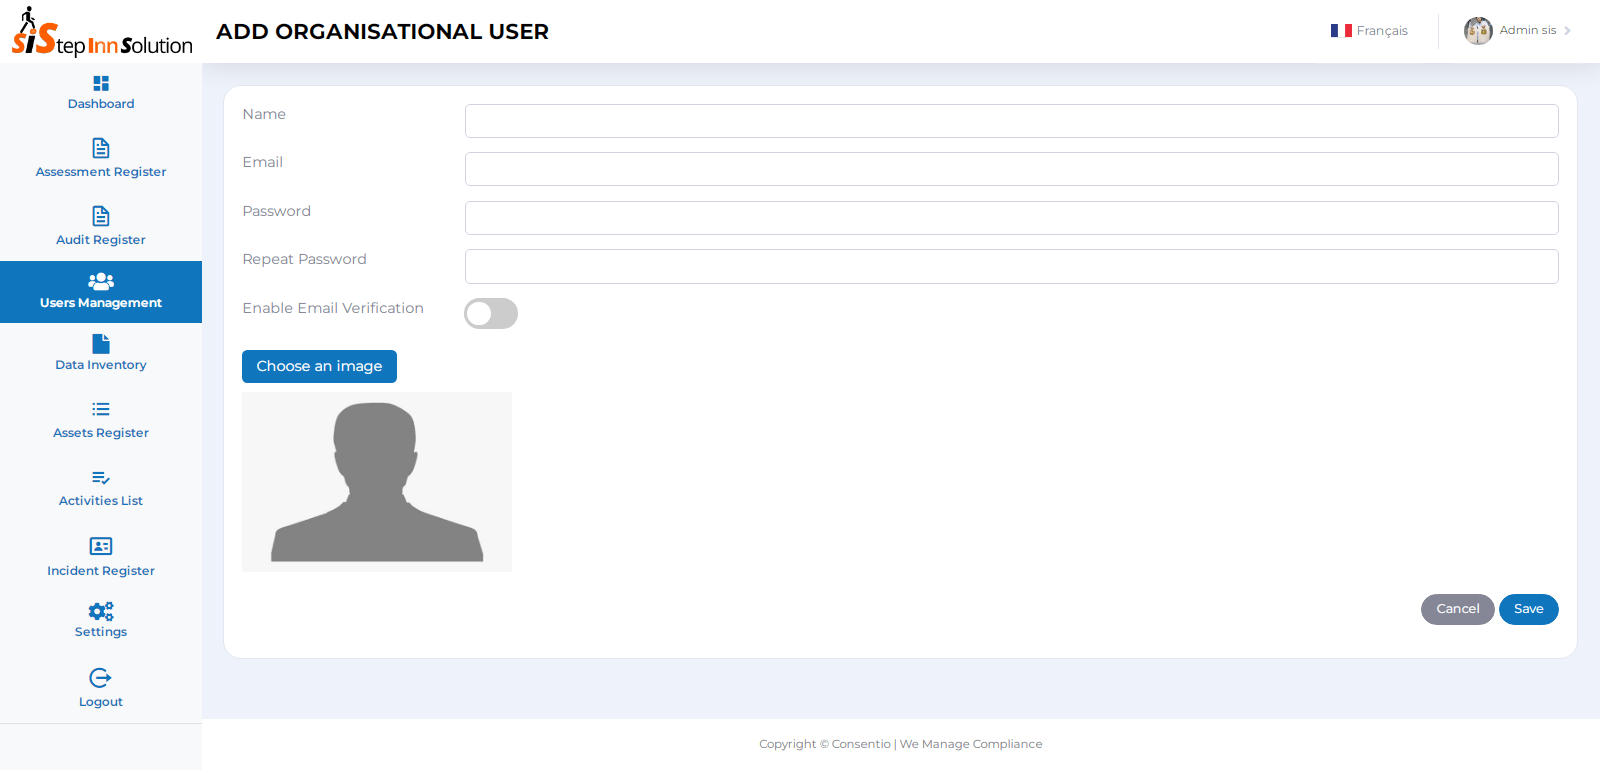 SiStep Inn Solution
ADD ORGANISATIONAL USER
Français
Admin sis
Dashboard
Assessment Register
Audit Register
Users Management
Data Inventory
Assets Register
Activities List
Incident Register
Settings
Logout
Name
Email
Password
Repeat Password
Enable Email Verification
Choose an image
Cancel
Save
Copyright © Consentio | We Manage Compliance